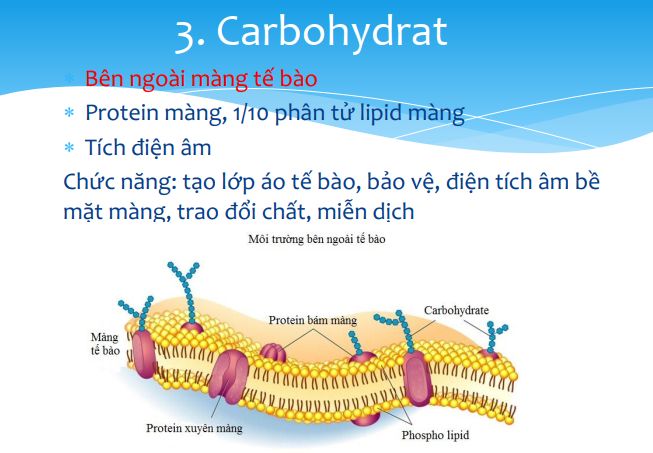 3. Carbohydrat
Bên ngoài màng tế bào
Protein màng, 1/10 phân tử lipid màng
Tích điện âm
Chức năng: tạo lớp áo tế bào, bảo vệ, điện tích âm bề
mặt màng, trao đổi chất, miễn dịch
Môi trường bên ngoài tế bào
Carbohydrate
Protein bám màng
Màng
tế bào
Protein xuyên màng
Phospho lipid